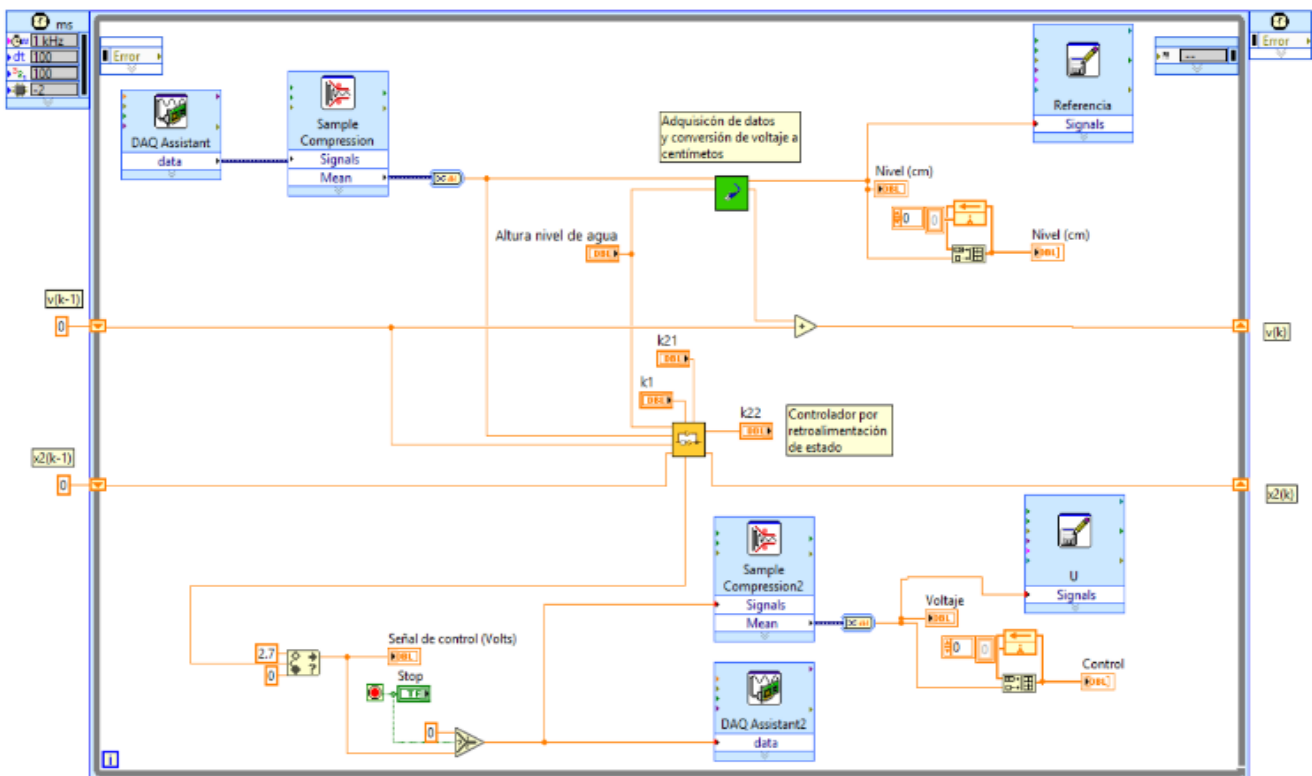 ms
1 kHz
dt 100
100
-2
Error
Error
DAQ Assistant
data
Sample
Compression
Signals
Mean
Adquisicón de datos
y conversión de voltaje a
centímetos
Referencia
Signals
Nivel (cm)
DBL
0
0
Nivel (cm)
DBL
Altura nivel de agua
DBL
v(k-1)
0
v(k)
k21
DBL
k1
DBL
k22
DBL
Controlador por
retroalimentación
de estado
x2(k-1)
0
x2(k)
Sample
Compression2
Signals
Mean
U
Signals
Voltaje
DBL
0
0
Control
DBL
Señal de control (Volts)
DBL
2.7
0
Stop
TF
0
DAQ Assistant2
data
i